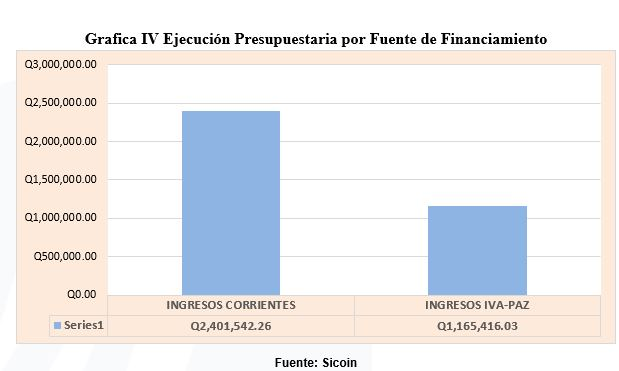 Grafica IV Ejecución Presupuestaria por Fuente de Financiamiento
Q3,000,000.00
Q2,500,000.00
Q2,000,000.00
Q1,500,000.00
Q1,000,000.00
Q500,000.00
Q0.00
INGRESOS CORRIENTES INGRESOS IVA-PAZ
Series1 Q2,401,542.26 Q1,165,416.03
Fuente: Sicoin